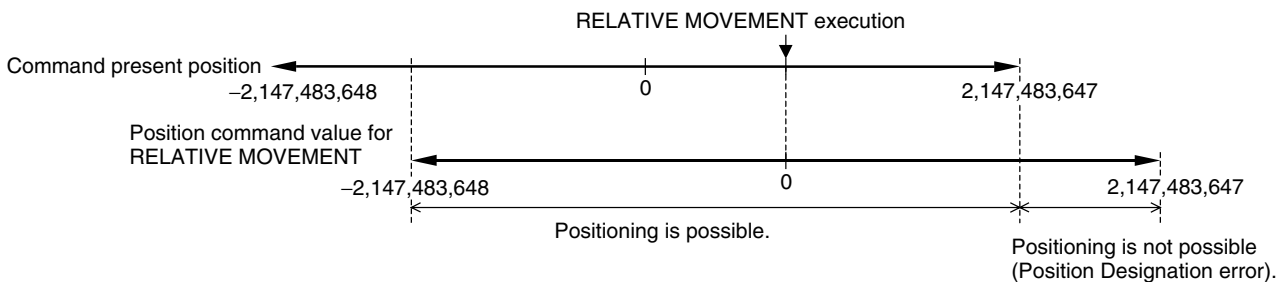 RELATIVE MOVEMENT execution
Command present position
−2,147,483,648
0
2,147,483,647
Position command value for
RELATIVE MOVEMENT
−2,147,483,648
0
2,147,483,647
Positioning is possible.
Positioning is not possible
(Position Designation error).